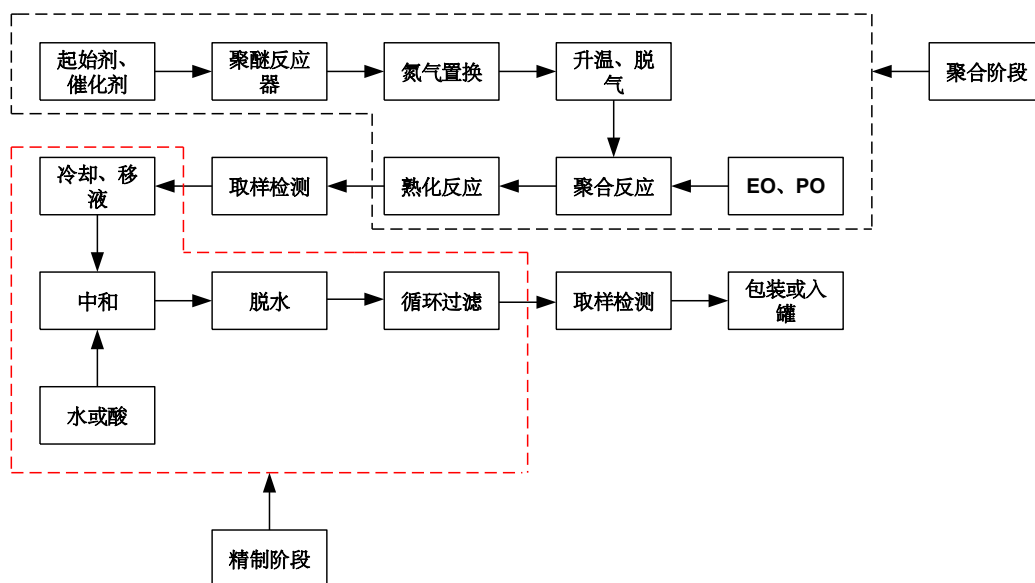 起始剂、
催化剂
聚醚反应
器
氮气置换
升温、脱
气
聚合阶段
冷却、移
液
取样检测
熟化反应
聚合反应
EO、PO
中和
脱水
循环过滤
取样检测
包装或入
罐
水或酸
精制阶段